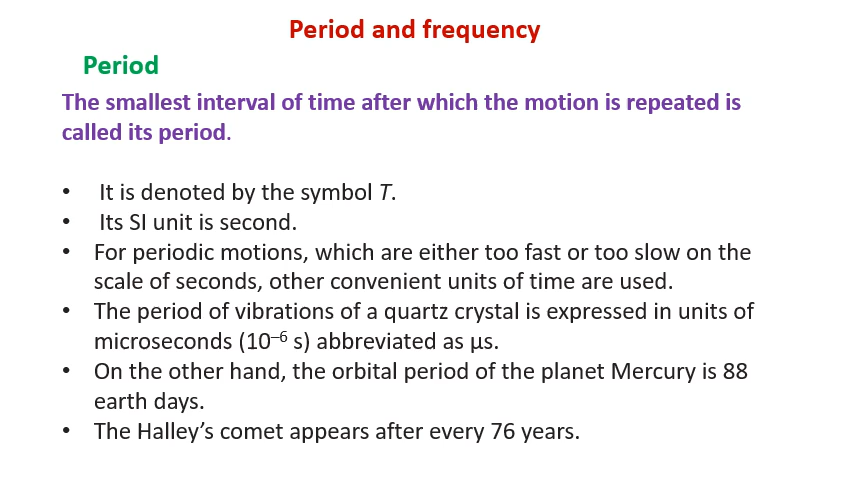 Period and frequency
Period
The smallest interval of time after which the motion is repeated is
called its period.
• It is denoted by the symbol T.
• Its SI unit is second.
• For periodic motions, which are either too fast or too slow on the
scale of seconds, other convenient units of time are used.
• The period of vibrations of a quartz crystal is expressed in units of
microseconds (10⁻⁶ s) abbreviated as μs.
• On the other hand, the orbital period of the planet Mercury is 88
earth days.
• The Halley’s comet appears after every 76 years.